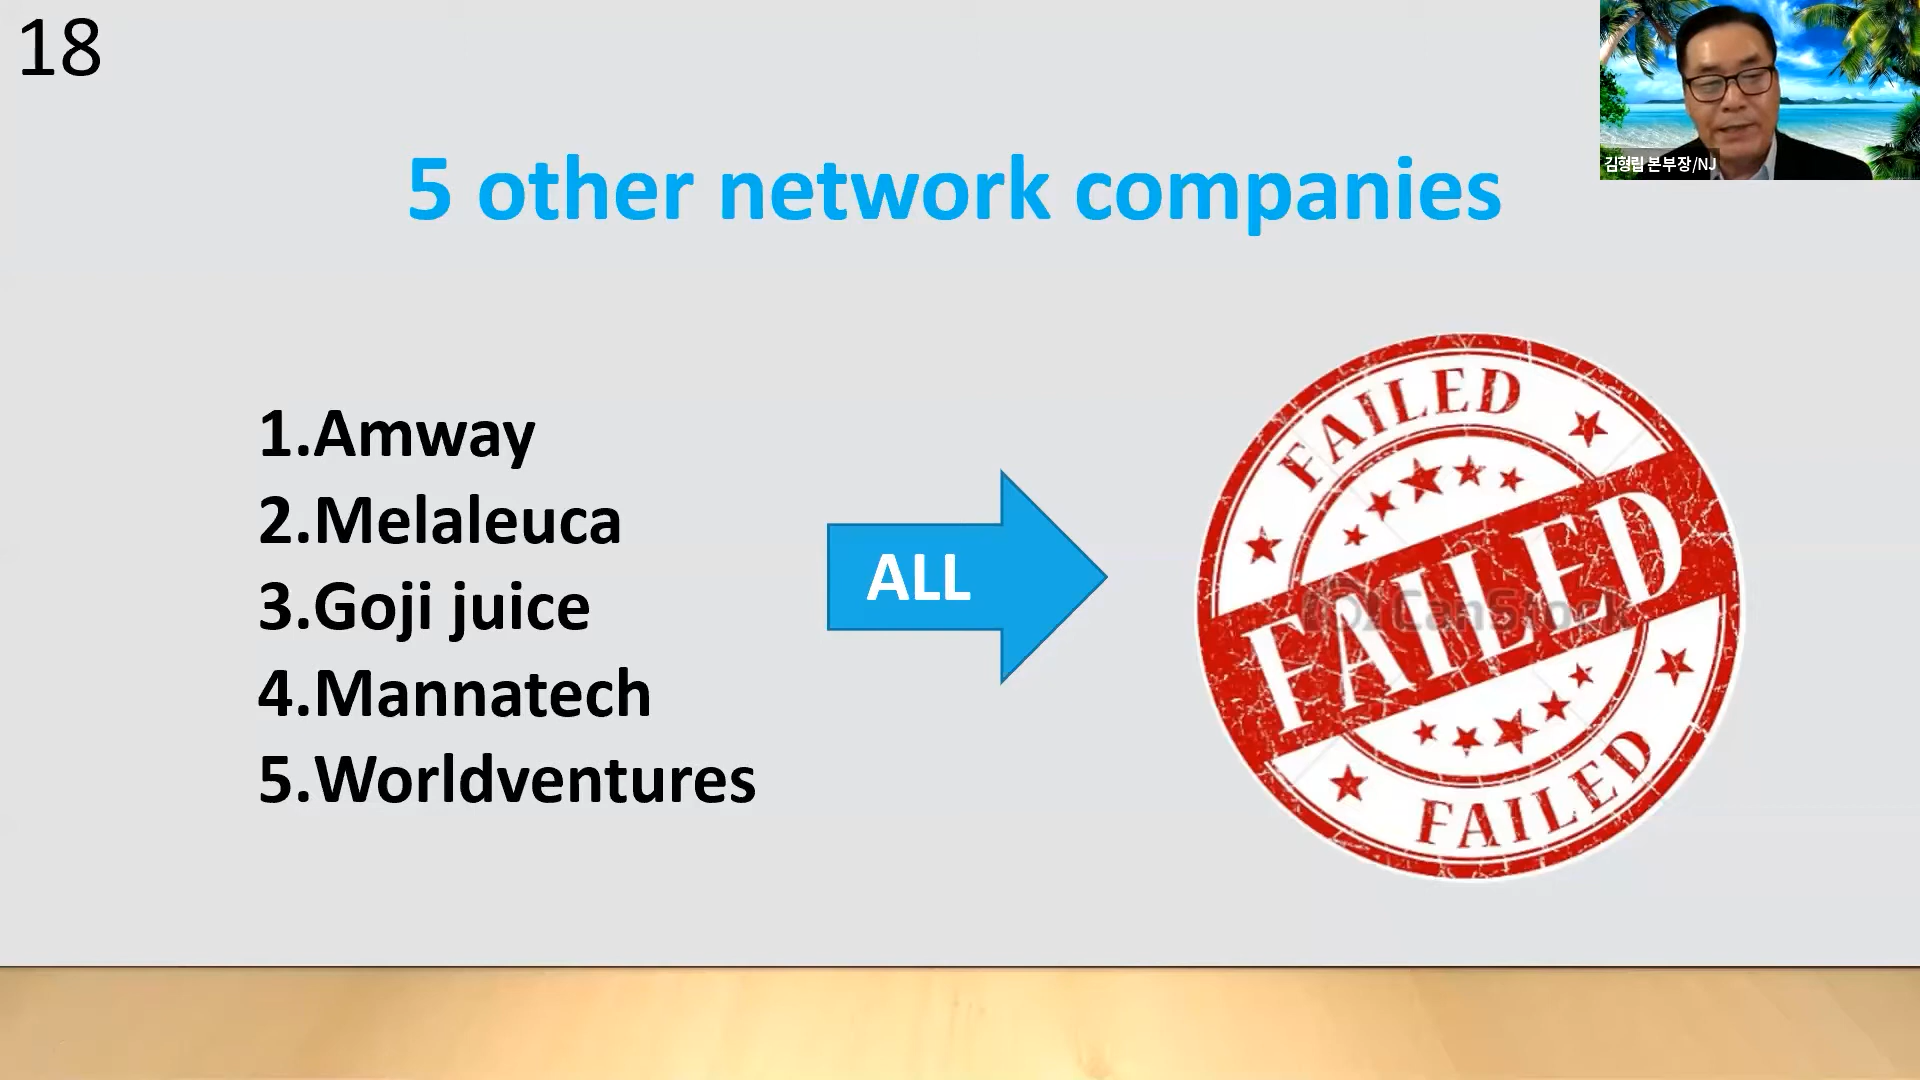 18
김형립 본부장/NJ
5 other network companies
1.Amway
2.Melaleuca
3.Goji juice
4.Mannatech
5.Worldventures
ALL
FAILED
FAILED
FAILED
CanStock